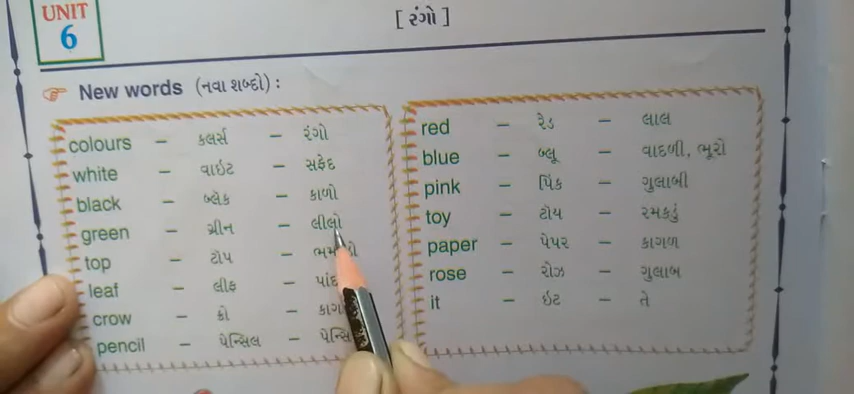 UNIT
6
[ રંગો ]
New words (નવા શબ્દો) :
colours – કલર્સ – રંગો
white – વાઇટ – સફેદ
black – બ્લેક – કાળો
green – ગ્રીન – લીલો
top – ટૉપ –
leaf – લીફ –
crow – ક્રો –
pencil – પેન્સિલ –
red – રેડ – લાલ
blue – બ્લૂ – વાદળી, ભૂરો
pink – પિંક – ગુલાબી
toy – ટૉય – રમકડું
paper – પેપર – કાગળ
rose – રોઝ – ગુલાબ
it – ઇટ – તે